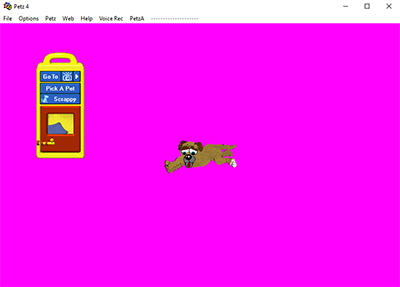 Petz 4
File Options Petz Web Help Voice Rec PetzA --------------------
Go To
Pick A Pet
Scrappy